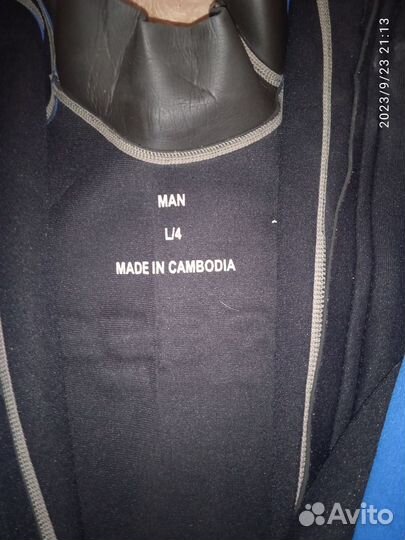 2023/9/23 21:13
MAN
L/4
MADE IN CAMBODIA
Avito